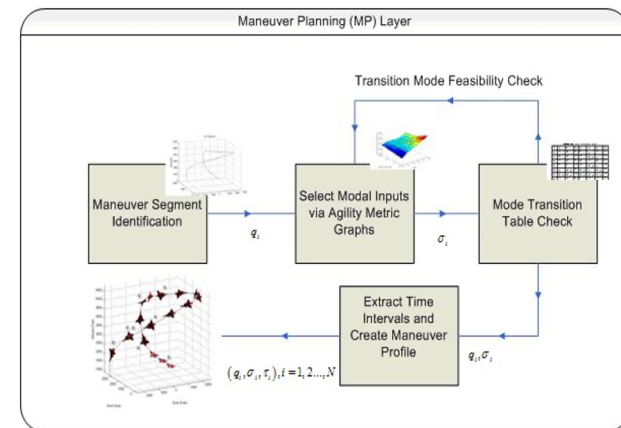 Maneuver Planning (MP) Layer
Transition Mode Feasibility Check
Maneuver Segment
Identification
Select Modal Inputs
via Agility Metric
Graphs
Mode Transition
Table Check
q_i
σ_i
Extract Time
Intervals and
Create Maneuver
Profile
q_i, σ_i
(q_i, σ_i, τ_i), i = 1, 2..., N